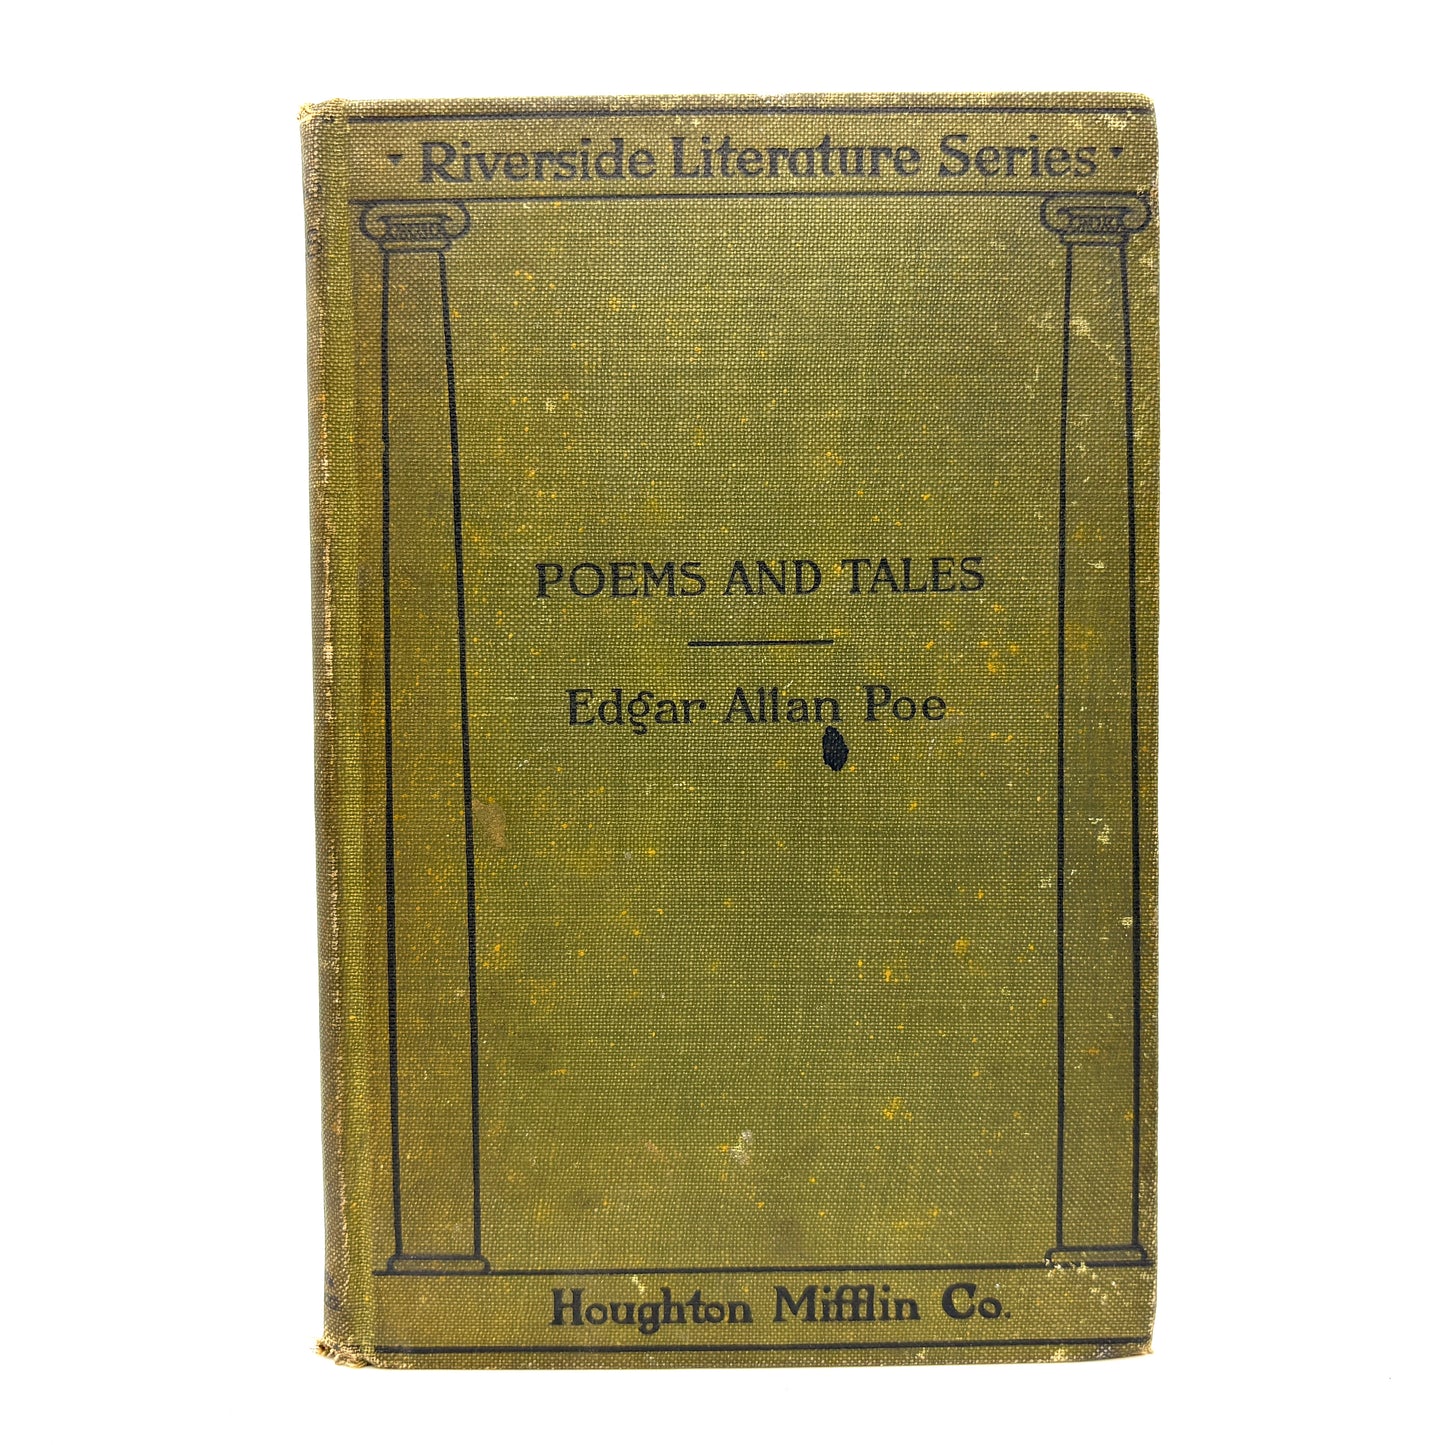 Riverside Literature Series
POEMS AND TALES
Edgar Allan Poe
Houghton Mifflin Co.